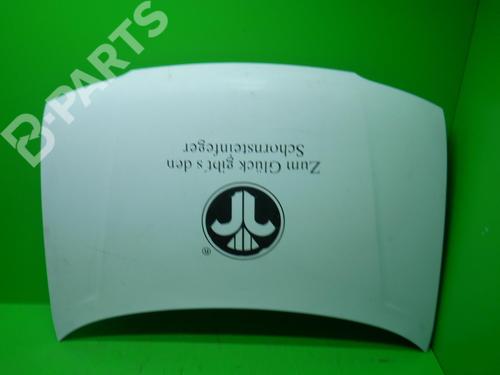 B-PARTS
Zum Glück gibt's den
Schornsteinfeger
®